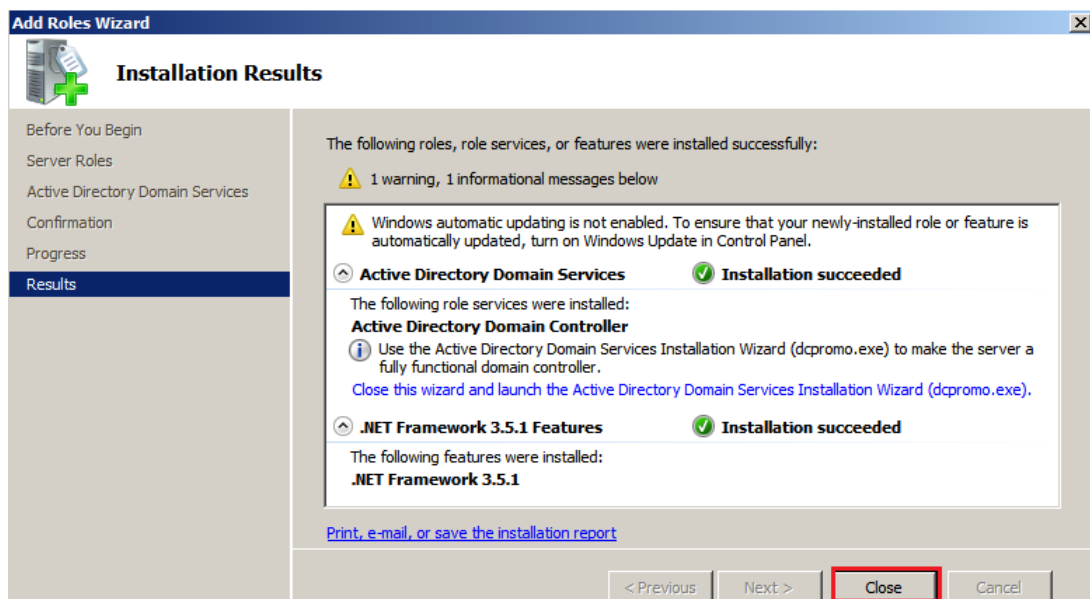 Add Roles Wizard
Installation Results
Before You Begin
Server Roles
Active Directory Domain Services
Confirmation
Progress
Results
The following roles, role services, or features were installed successfully:
1 warning, 1 informational messages below
Windows automatic updating is not enabled. To ensure that your newly-installed role or feature is
automatically updated, turn on Windows Update in Control Panel.
Active Directory Domain Services Installation succeeded
The following role services were installed:
Active Directory Domain Controller
Use the Active Directory Domain Services Installation Wizard (dcpromo.exe) to make the server a
fully functional domain controller.
Close this wizard and launch the Active Directory Domain Services Installation Wizard (dcpromo.exe).
.NET Framework 3.5.1 Features Installation succeeded
The following features were installed:
.NET Framework 3.5.1
Print, e-mail, or save the installation report
< Previous Next > Close Cancel